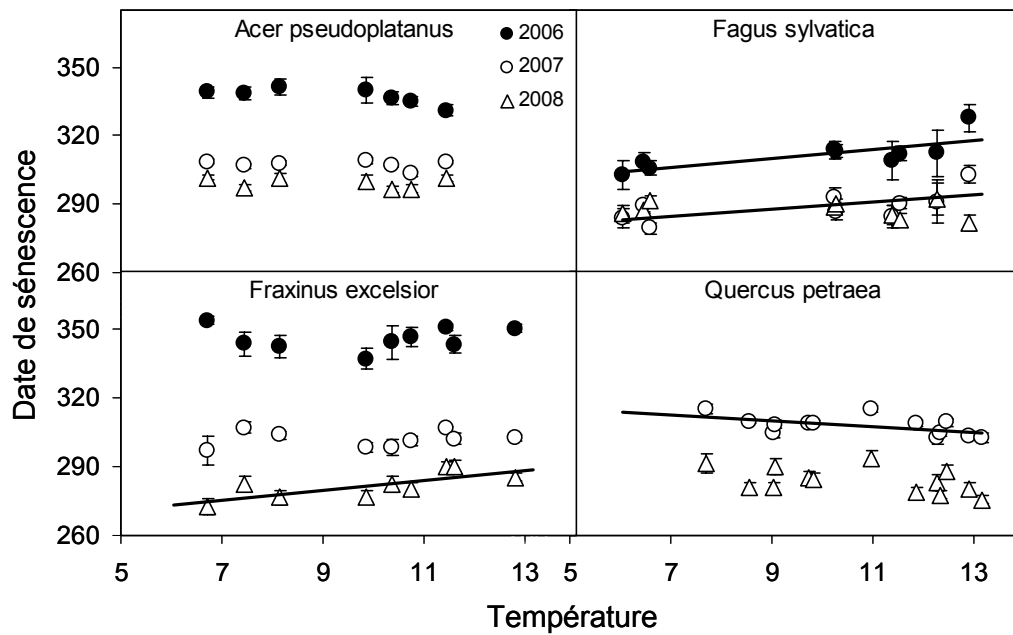 Acer pseudoplatanus
Fagus sylvatica
2006
2007
2008
350
320
290
260
Fraxinus excelsior
Quercus petraea
350
320
290
260
5 7 9 11 13 5 7 9 11 13
Date de sénescence
Température